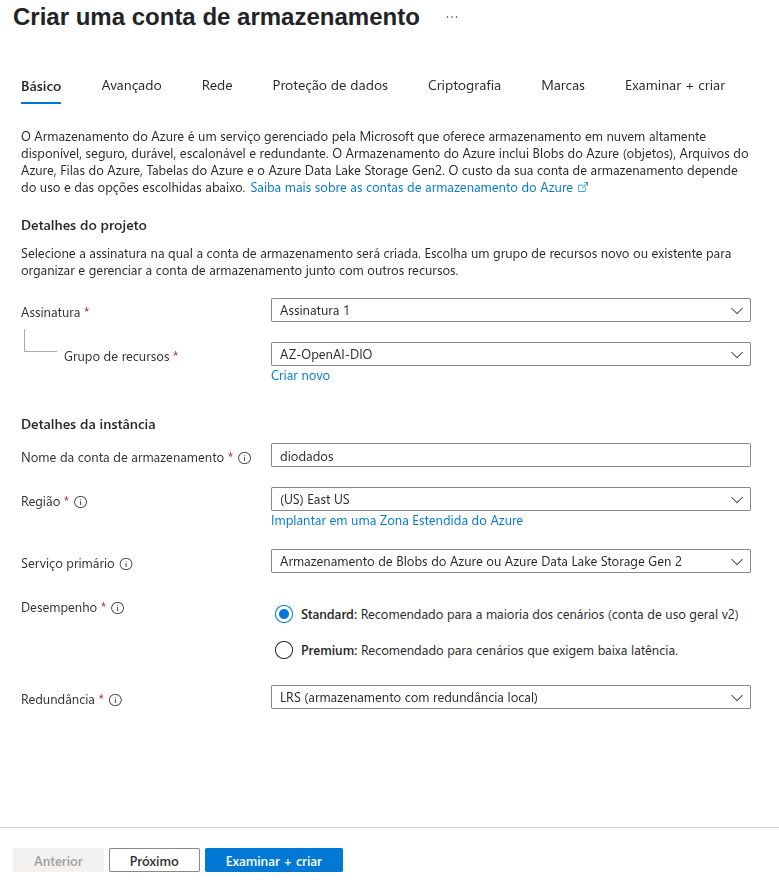 Criar uma conta de armazenamento ...
Básico Avançado Rede Proteção de dados Criptografia Marcas Examinar + criar
O Armazenamento do Azure é um serviço gerenciado pela Microsoft que oferece armazenamento em nuvem altamente
disponível, seguro, durável, escalonável e redundante. O Armazenamento do Azure inclui Blobs do Azure (objetos), Arquivos do
Azure, Filas do Azure, Tabelas do Azure e o Azure Data Lake Storage Gen2. O custo da sua conta de armazenamento depende
do uso e das opções escolhidas abaixo. Saiba mais sobre as contas de armazenamento do Azure
Detalhes do projeto
Selecione a assinatura na qual a conta de armazenamento será criada. Escolha um grupo de recursos novo ou existente para
organizar e gerenciar a conta de armazenamento junto com outros recursos.
Assinatura * Assinatura 1
Grupo de recursos * AZ-OpenAI-DIO
Criar novo
Detalhes da instância
Nome da conta de armazenamento * diodados
Região * (US) East US
Implantar em uma Zona Estendida do Azure
Serviço primário Armazenamento de Blobs do Azure ou Azure Data Lake Storage Gen 2
Desempenho * Standard: Recomendado para a maioria dos cenários (conta de uso geral v2)
Premium: Recomendado para cenários que exigem baixa latência.
Redundância * LRS (armazenamento com redundância local)
Anterior Próximo Examinar + criar